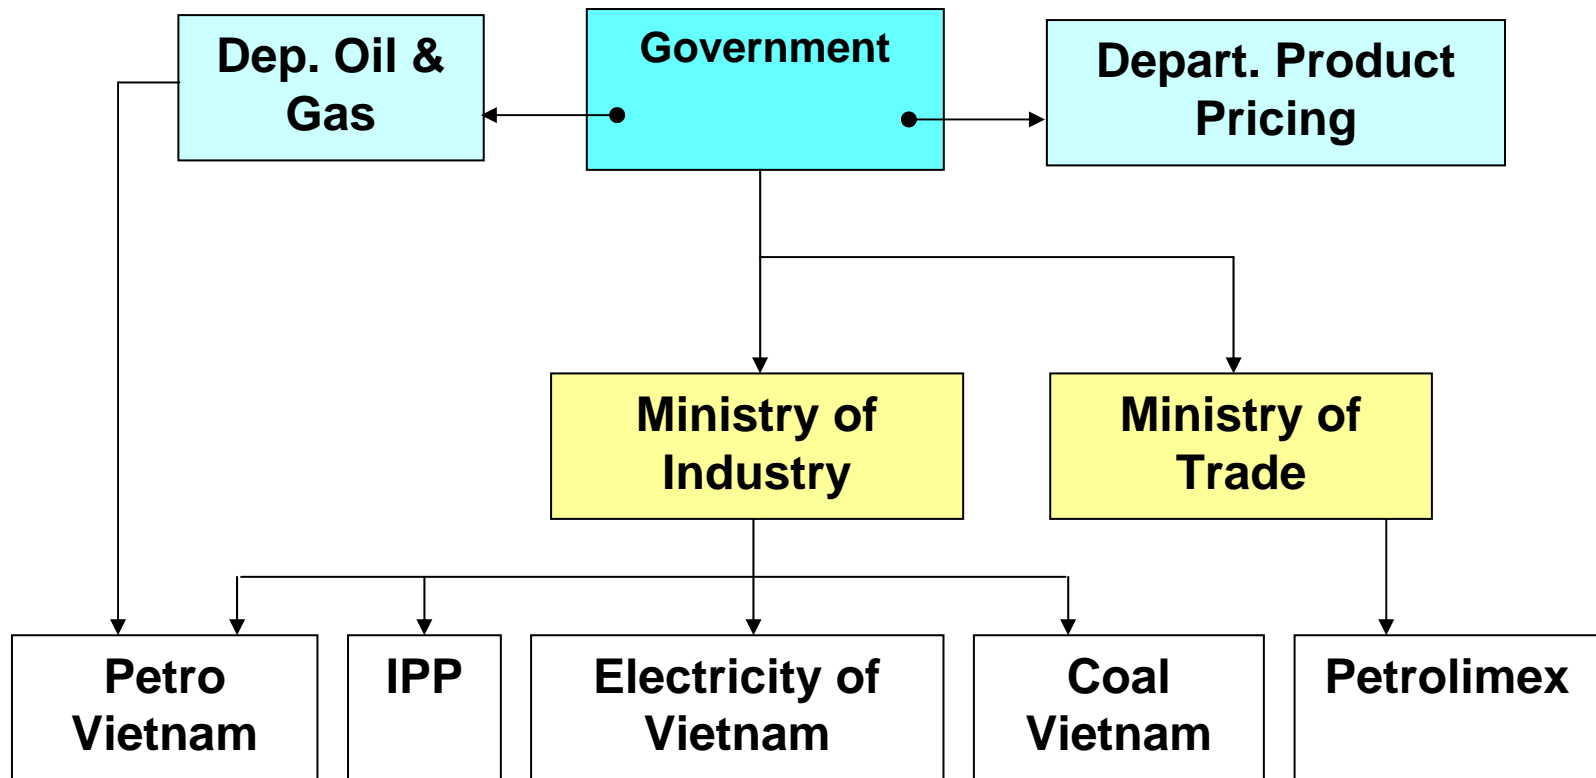 Dep. Oil &
Gas
Government
Depart. Product
Pricing
Ministry of
Industry
Ministry of
Trade
Petro
Vietnam
IPP
Electricity of
Vietnam
Coal
Vietnam
Petrolimex